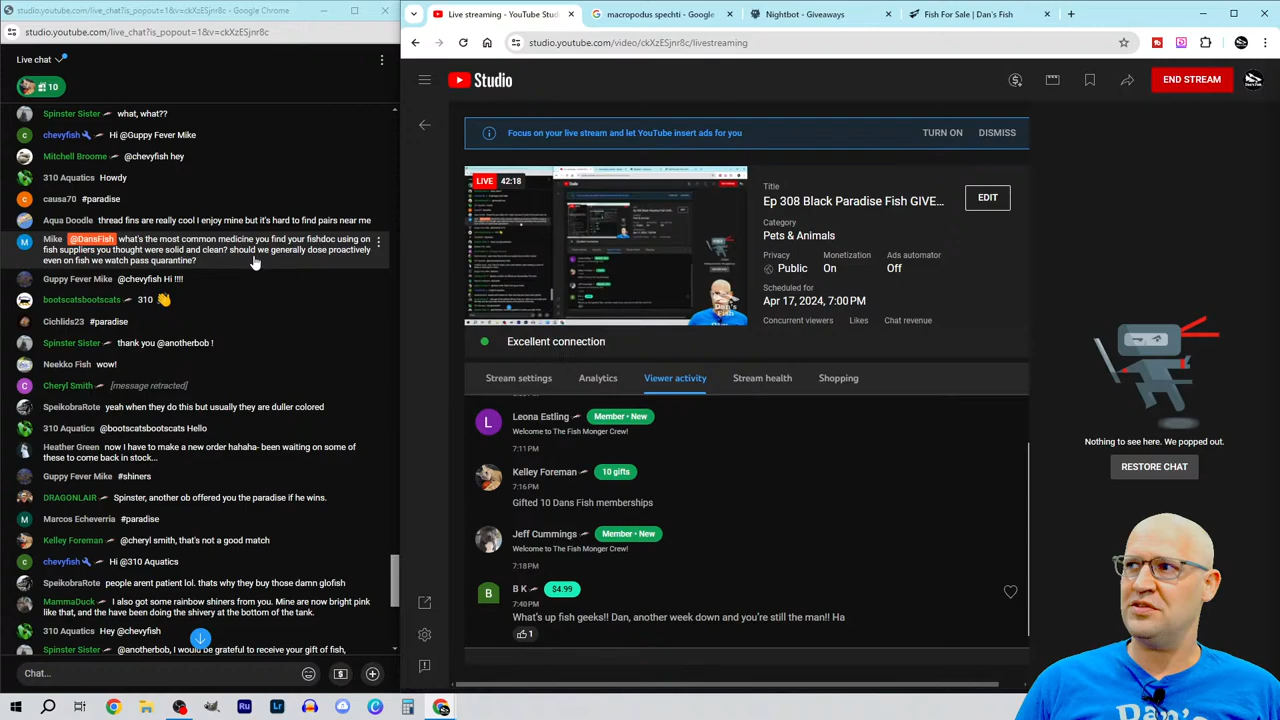 studio.youtube.com/live_chat?is_popout=1&v=ckXzESjnr8c - Google Chrome
studio.youtube.com/live_chat?is_popout=1&v=ckXzESjnr8c
Live chat
10
Spinster Sister what, what??
chevyfish Hi @Guppy Fever Mike
Mitchell Broome @chevyfish hey
310 Aquatics Howdy
causa70 #paradise
Aqua Doodle thread fins are really cool I enjoy mine but it's hard to find pairs near me
Mike @DansFish what's the most common medicine you find your fishdoc using on
fish suppliers you thought were solid and clean? should we generally dose proactively
even on fish we watch pass quarantine?
Guppy Fever Mike @chevyfish Hi !!!!
bootscatsbootscats 310 👋
Cichlids23 #paradise
Spinster Sister thank you @anotherbob !
Neekko Fish wow!
Cheryl Smith [message retracted]
SpeikobraRote yeah when they do this but usually they are duller colored
310 Aquatics @bootscatsbootscats Hello
Heather Green now I have to make a new order hahaha- been waiting on some of
these to come back in stock...
Guppy Fever Mike #shiners
DRAGONLAIR Spinster, another ob offered you the paradise if he wins.
Marcos Echeverria #paradise
Kelley Foreman @cheryl smith, that's not a good match
chevyfish Hi @310 Aquatics
SpeikobraRote people arent patient lol. thats why they buy those damn glofish
MammaDuck I also got some rainbow shiners from you. Mine are now bright pink
like that, and the have been doing the shivery at the bottom of the tank.
310 Aquatics Hey @chevyfish
Spinster Sister @anotherbob, I would be grateful to receive your gift of fish,
Chat...
Live streaming - YouTube Stud
macropodus spechti - Google
Nightbot - Giveaways
Fish For Sale | Dan's Fish
studio.youtube.com/video/ckXzESjnr8c/livestreaming
Studio
END STREAM
Focus on your live stream and let YouTube insert ads for you
TURN ON
DISMISS
LIVE 42:18
Title
Ep 308 Black Paradise Fish GIVE...
EDIT
Category
Pets & Animals
Privacy Monetization Ads automator
Public On Off
Scheduled for
Apr 17, 2024, 7:00 PM
Concurrent viewers Likes Chat revenue
Excellent connection
Stream settings Analytics Viewer activity Stream health Shopping
Leona Estling Member • New
Welcome to The Fish Monger Crew!
7:11 PM
Kelley Foreman 10 gifts
7:16 PM
Gifted 10 Dans Fish memberships
Jeff Cummings Member • New
Welcome to The Fish Monger Crew!
7:18 PM
B K $4.99
7:40 PM
What's up fish geeks!! Dan, another week down and you're still the man!! Ha
1
Nothing to see here. We popped out.
RESTORE CHAT
Dan's